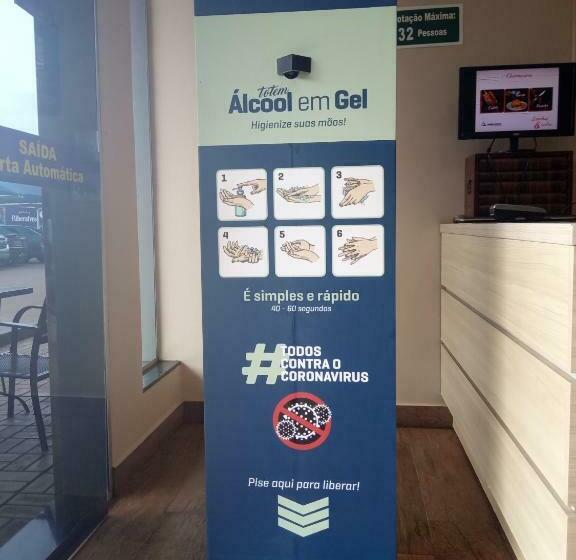 otação Máxima:
32 Pessoas
totem
Álcool em Gel
Higienize suas mãos!
SAÍDA
rta Automática
1 2 3
4 5 6
É simples e rápido
40 - 60 segundos
#TODOS
CONTRA O
CORONAVIRUS
Pise aqui para liberar!